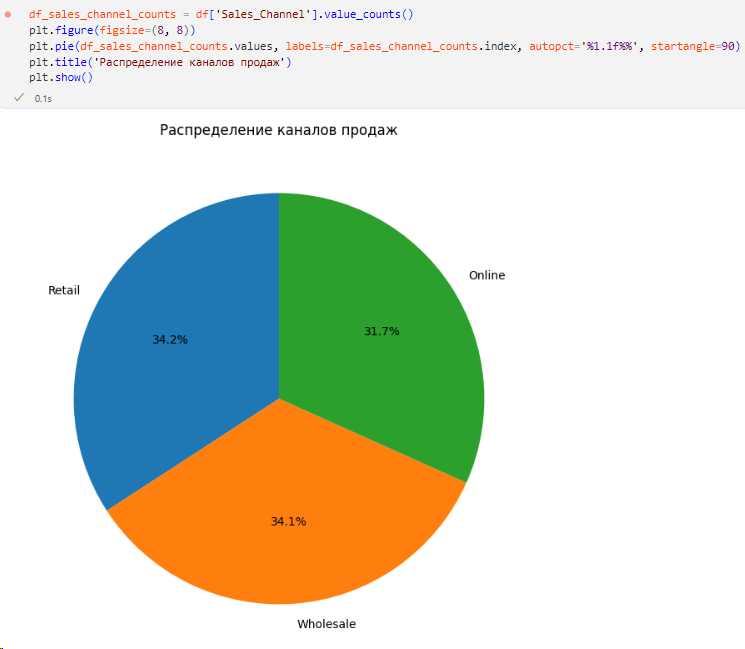 df_sales_channel_counts = df['Sales_Channel'].value_counts()
plt.figure(figsize=(8, 8))
plt.pie(df_sales_channel_counts.values, labels=df_sales_channel_counts.index, autopct='%1.1f%%', startangle=90)
plt.title('Распределение каналов продаж')
plt.show()
0.1s
Распределение каналов продаж
Online
Retail
31.7%
34.2%
34.1%
Wholesale